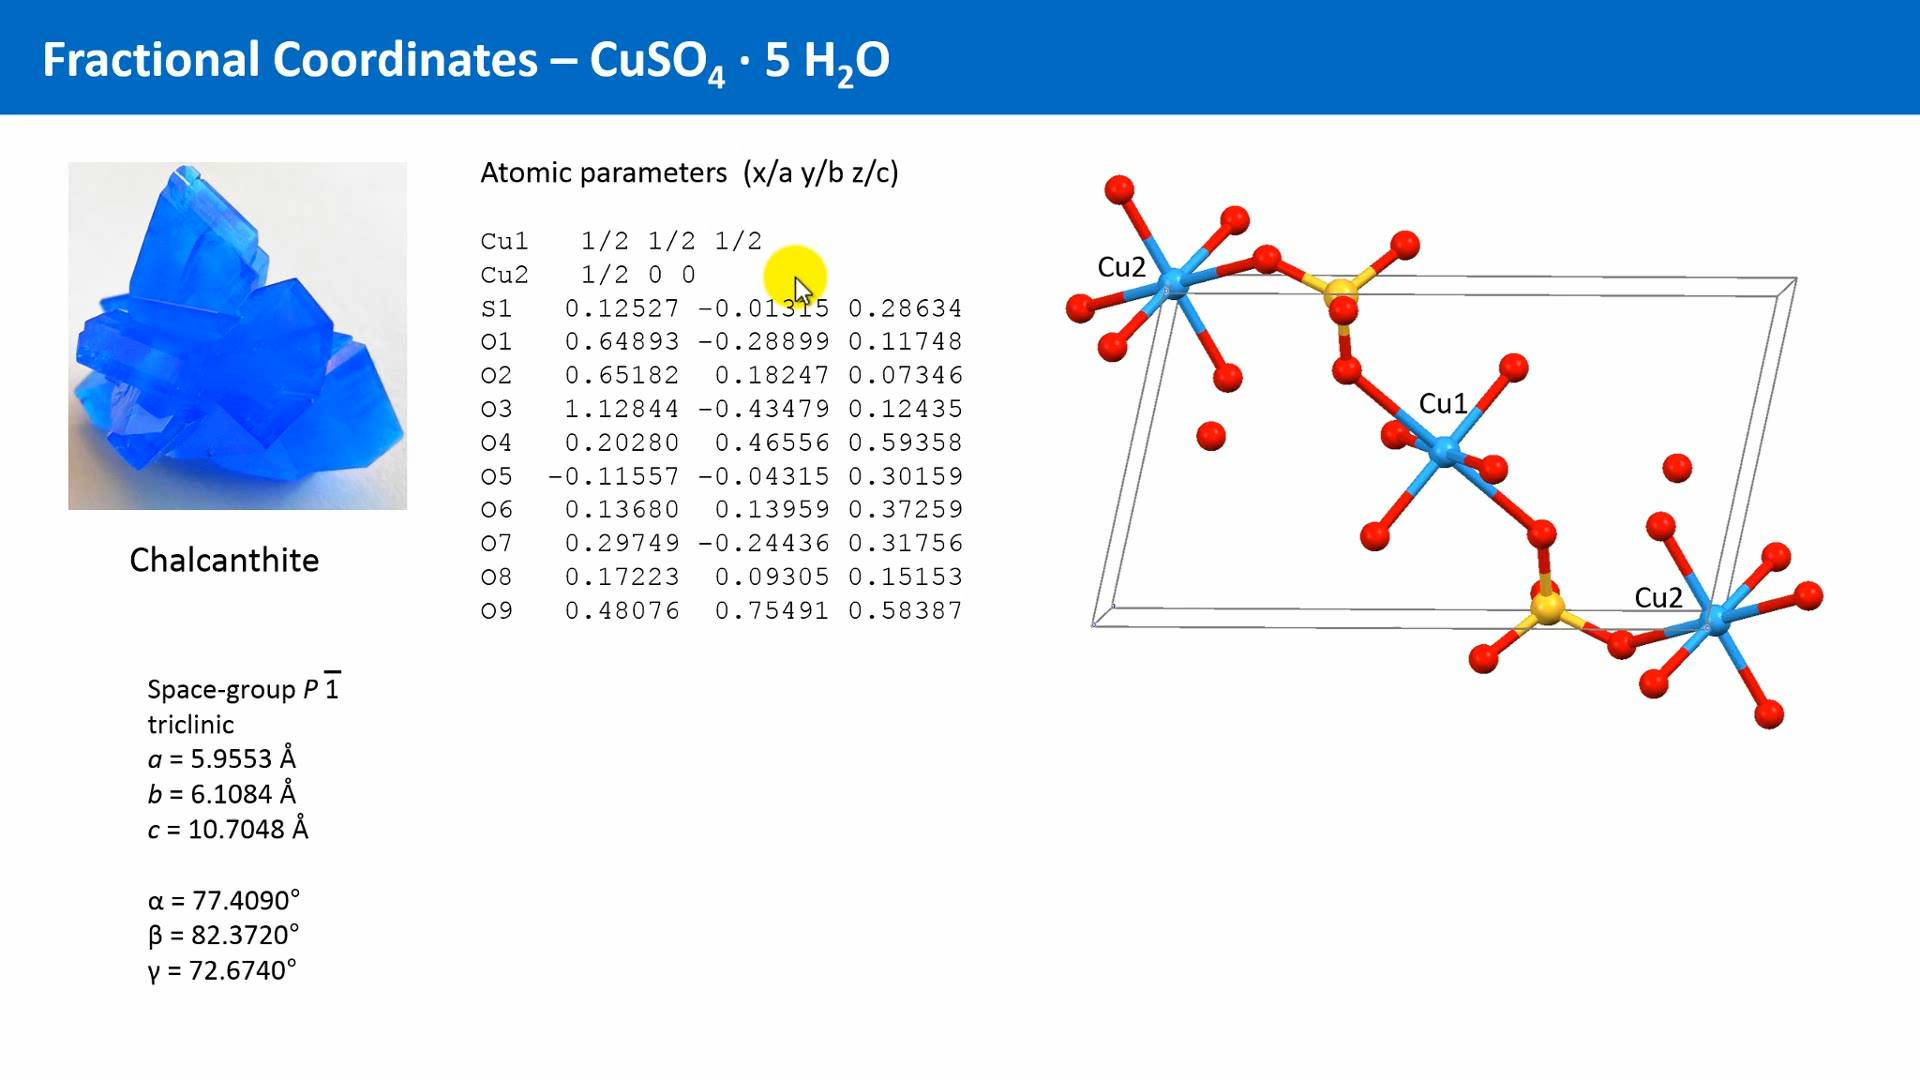 Fractional Coordinates – CuSO₄ · 5 H₂O
Atomic parameters (x/a y/b z/c)
Cu1 1/2 1/2 1/2
Cu2 1/2 0 0
S1 0.12527 -0.01315 0.28634
O1 0.64893 -0.28899 0.11748
O2 0.65182 0.18247 0.07346
O3 1.12844 -0.43479 0.12435
O4 0.20280 0.46556 0.59358
O5 -0.11557 -0.04315 0.30159
O6 0.13680 0.13959 0.37259
O7 0.29749 -0.24436 0.31756
O8 0.17223 0.09305 0.15153
O9 0.48076 0.75491 0.58387
Chalcanthite
Space-group P 1̅
triclinic
a = 5.9553 Å
b = 6.1084 Å
c = 10.7048 Å
α = 77.4090°
β = 82.3720°
γ = 72.6740°
Cu2
Cu1
Cu2